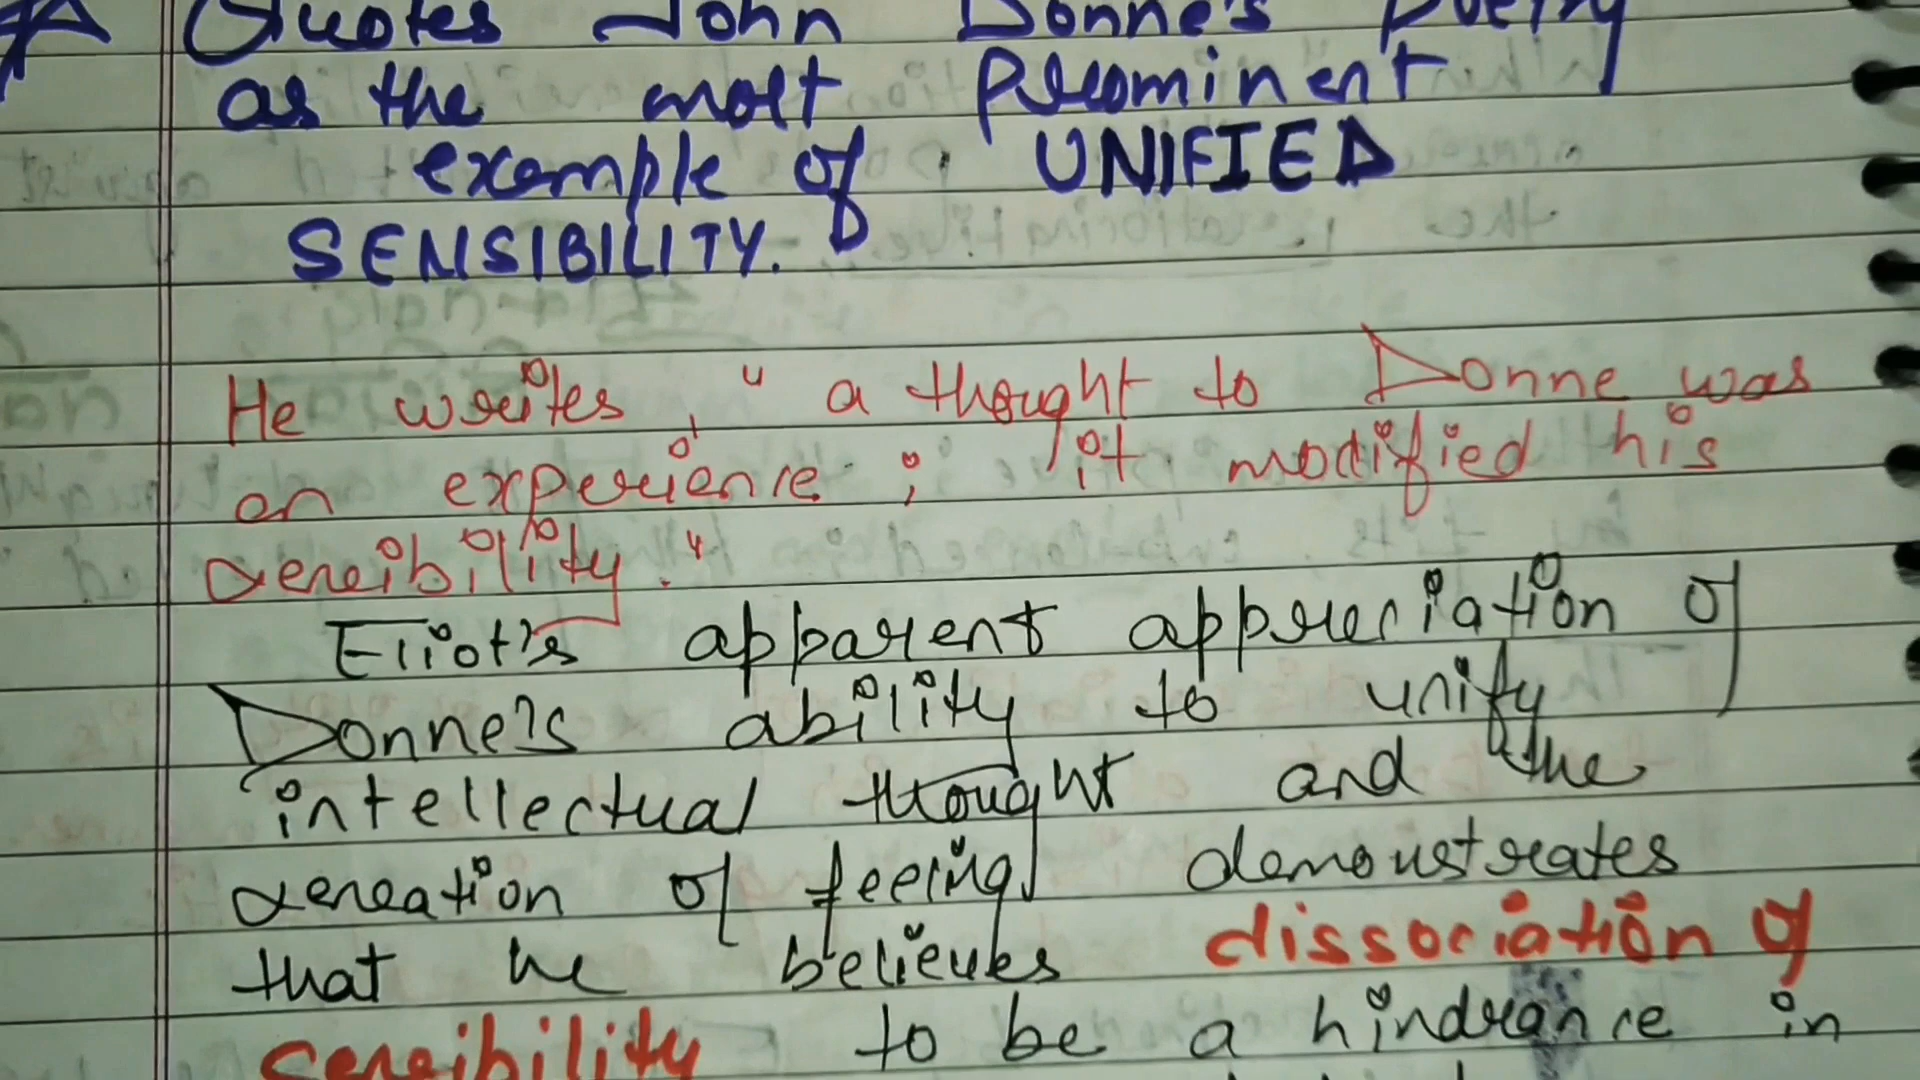 Quotes John Donne's Poetry
as the most Prominent
example of UNIFIED
SENSIBILITY.
He writes, " a thought to Donne was
an experience ; it modified his
sensibility."
Eliot's apparent appreciation of
Donne's ability to unify
intellectual thought and the
sensation of feeling demonstrates
that he believes dissociation of
sensibility to be a hindrance in